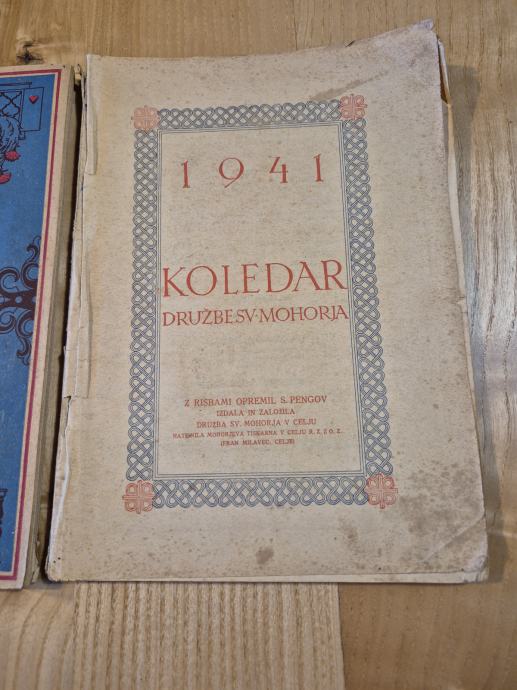 1941
KOLEDAR
DRUŽBE·SV·MOHORJA
Z RISBAMI OPREMIL S. PENGOV
IZDALA IN ZALOŽILA
DRUŽBA SV. MOHORJA V CELJU
NATISNILA MOHORJEVA TISKARNA V CELJU R. Z. Z O. Z.
(FRAN MILAVEC, CELJE)